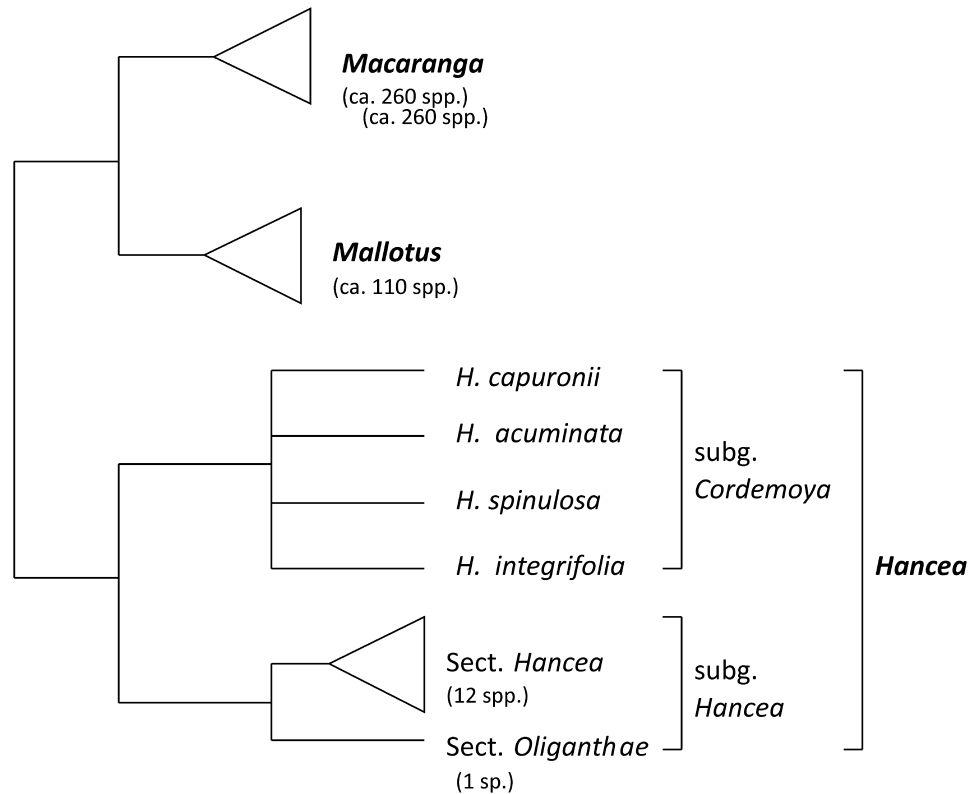 Macaranga
(ca. 260 spp.)
(ca. 260 spp.)
Mallotus
(ca. 110 spp.)
H. capuronii
H. acuminata
H. spinulosa
H. integrifolia
subg.
Cordemoya
Hancea
Sect. Hancea
(12 spp.)
Sect. Oliganthae
(1 sp.)
subg.
Hancea